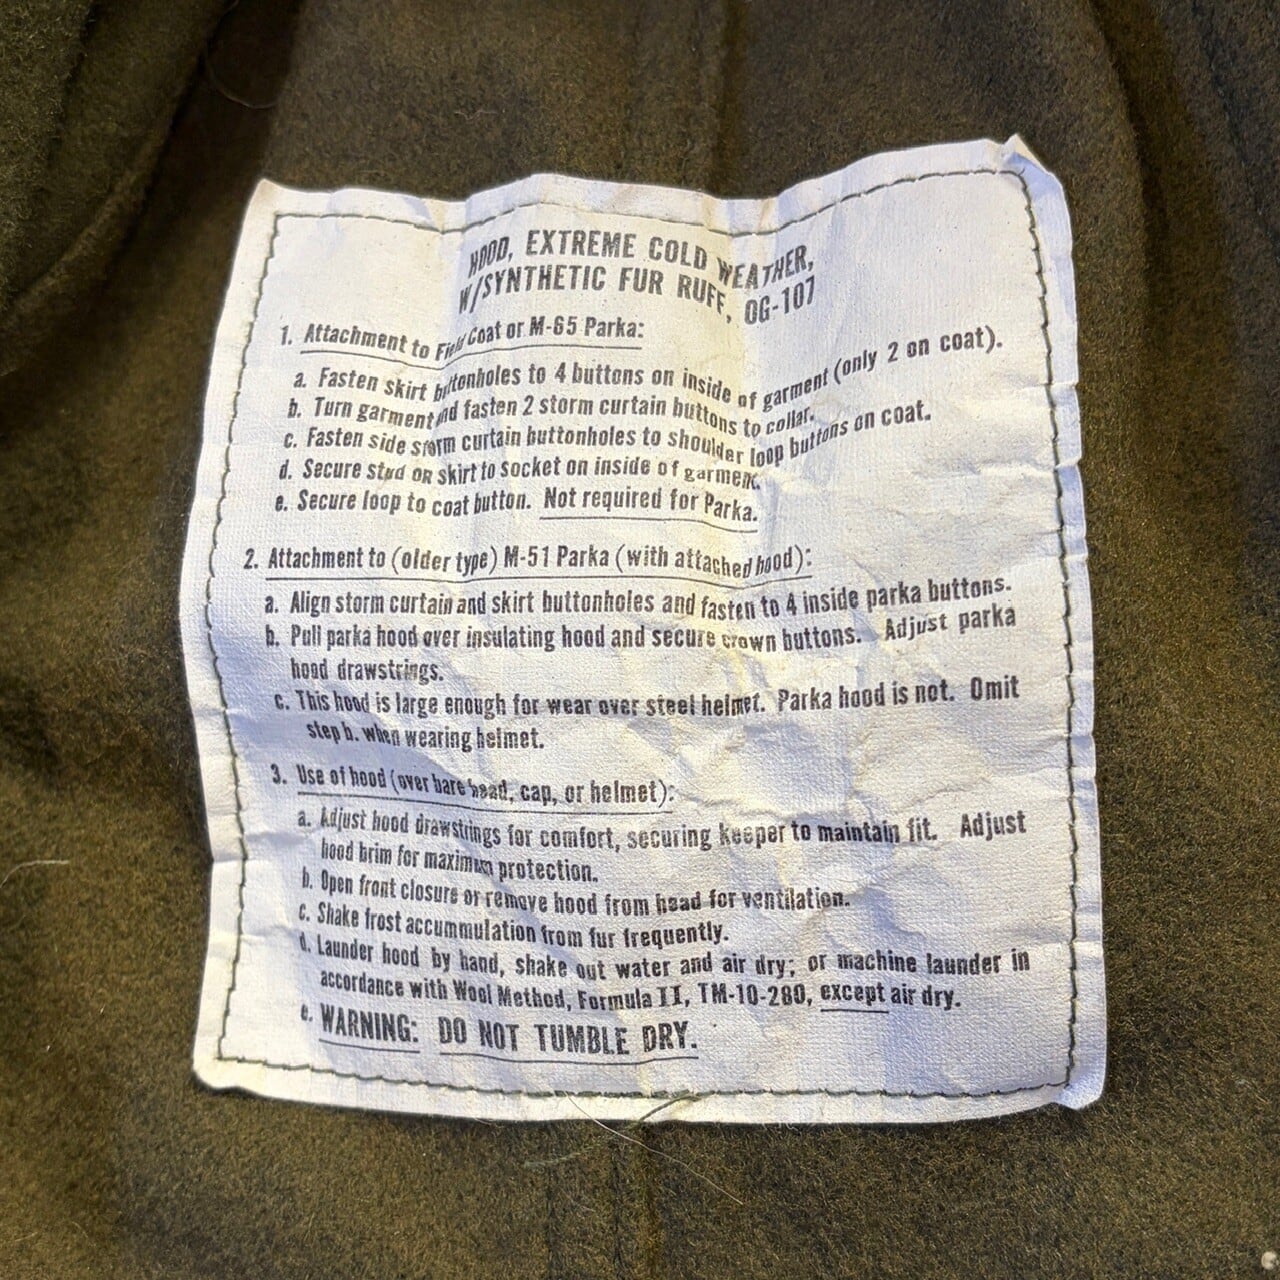 HOOD, EXTREME COLD WEATHER,
W/SYNTHETIC FUR RUFF, OG-107
1. Attachment to Field Coat or M-65 Parka:
a. Fasten skirt buttonholes to 4 buttons on inside of garment (only 2 on coat).
b. Turn garment and fasten 2 storm curtain buttons to collar.
c. Fasten side storm curtain buttonholes to shoulder loop buttons on coat.
d. Secure stud on skirt to socket on inside of garment.
e. Secure loop to coat button. Not required for Parka.
2. Attachment to (older type) M-51 Parka (with attached hood):
a. Align storm curtain and skirt buttonholes and fasten to 4 inside parka buttons.
b. Pull parka hood over insulating hood and secure crown buttons. Adjust parka
hood drawstrings.
c. This hood is large enough for wear over steel helmet. Parka hood is not. Omit
step b. when wearing helmet.
3. Use of hood (over bare head, cap, or helmet):
a. Adjust hood drawstrings for comfort, securing keeper to maintain fit. Adjust
hood brim for maximum protection.
b. Open front closure or remove hood from head for ventilation.
c. Shake frost accummulation from fur frequently.
d. Launder hood by hand, shake out water and air dry; or machine launder in
accordance with Wool Method, Formula II, TM-10-280, except air dry.
e. WARNING: DO NOT TUMBLE DRY.